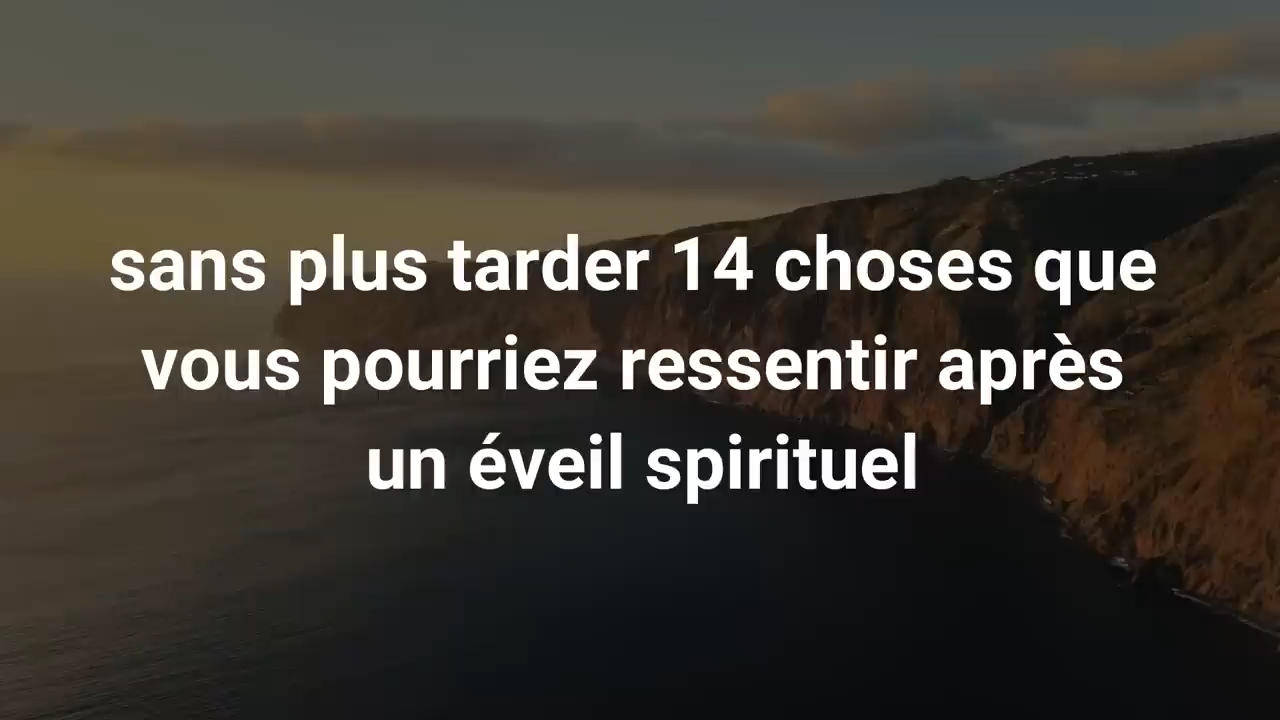 sans plus tarder 14 choses que
vous pourriez ressentir après
un éveil spirituel